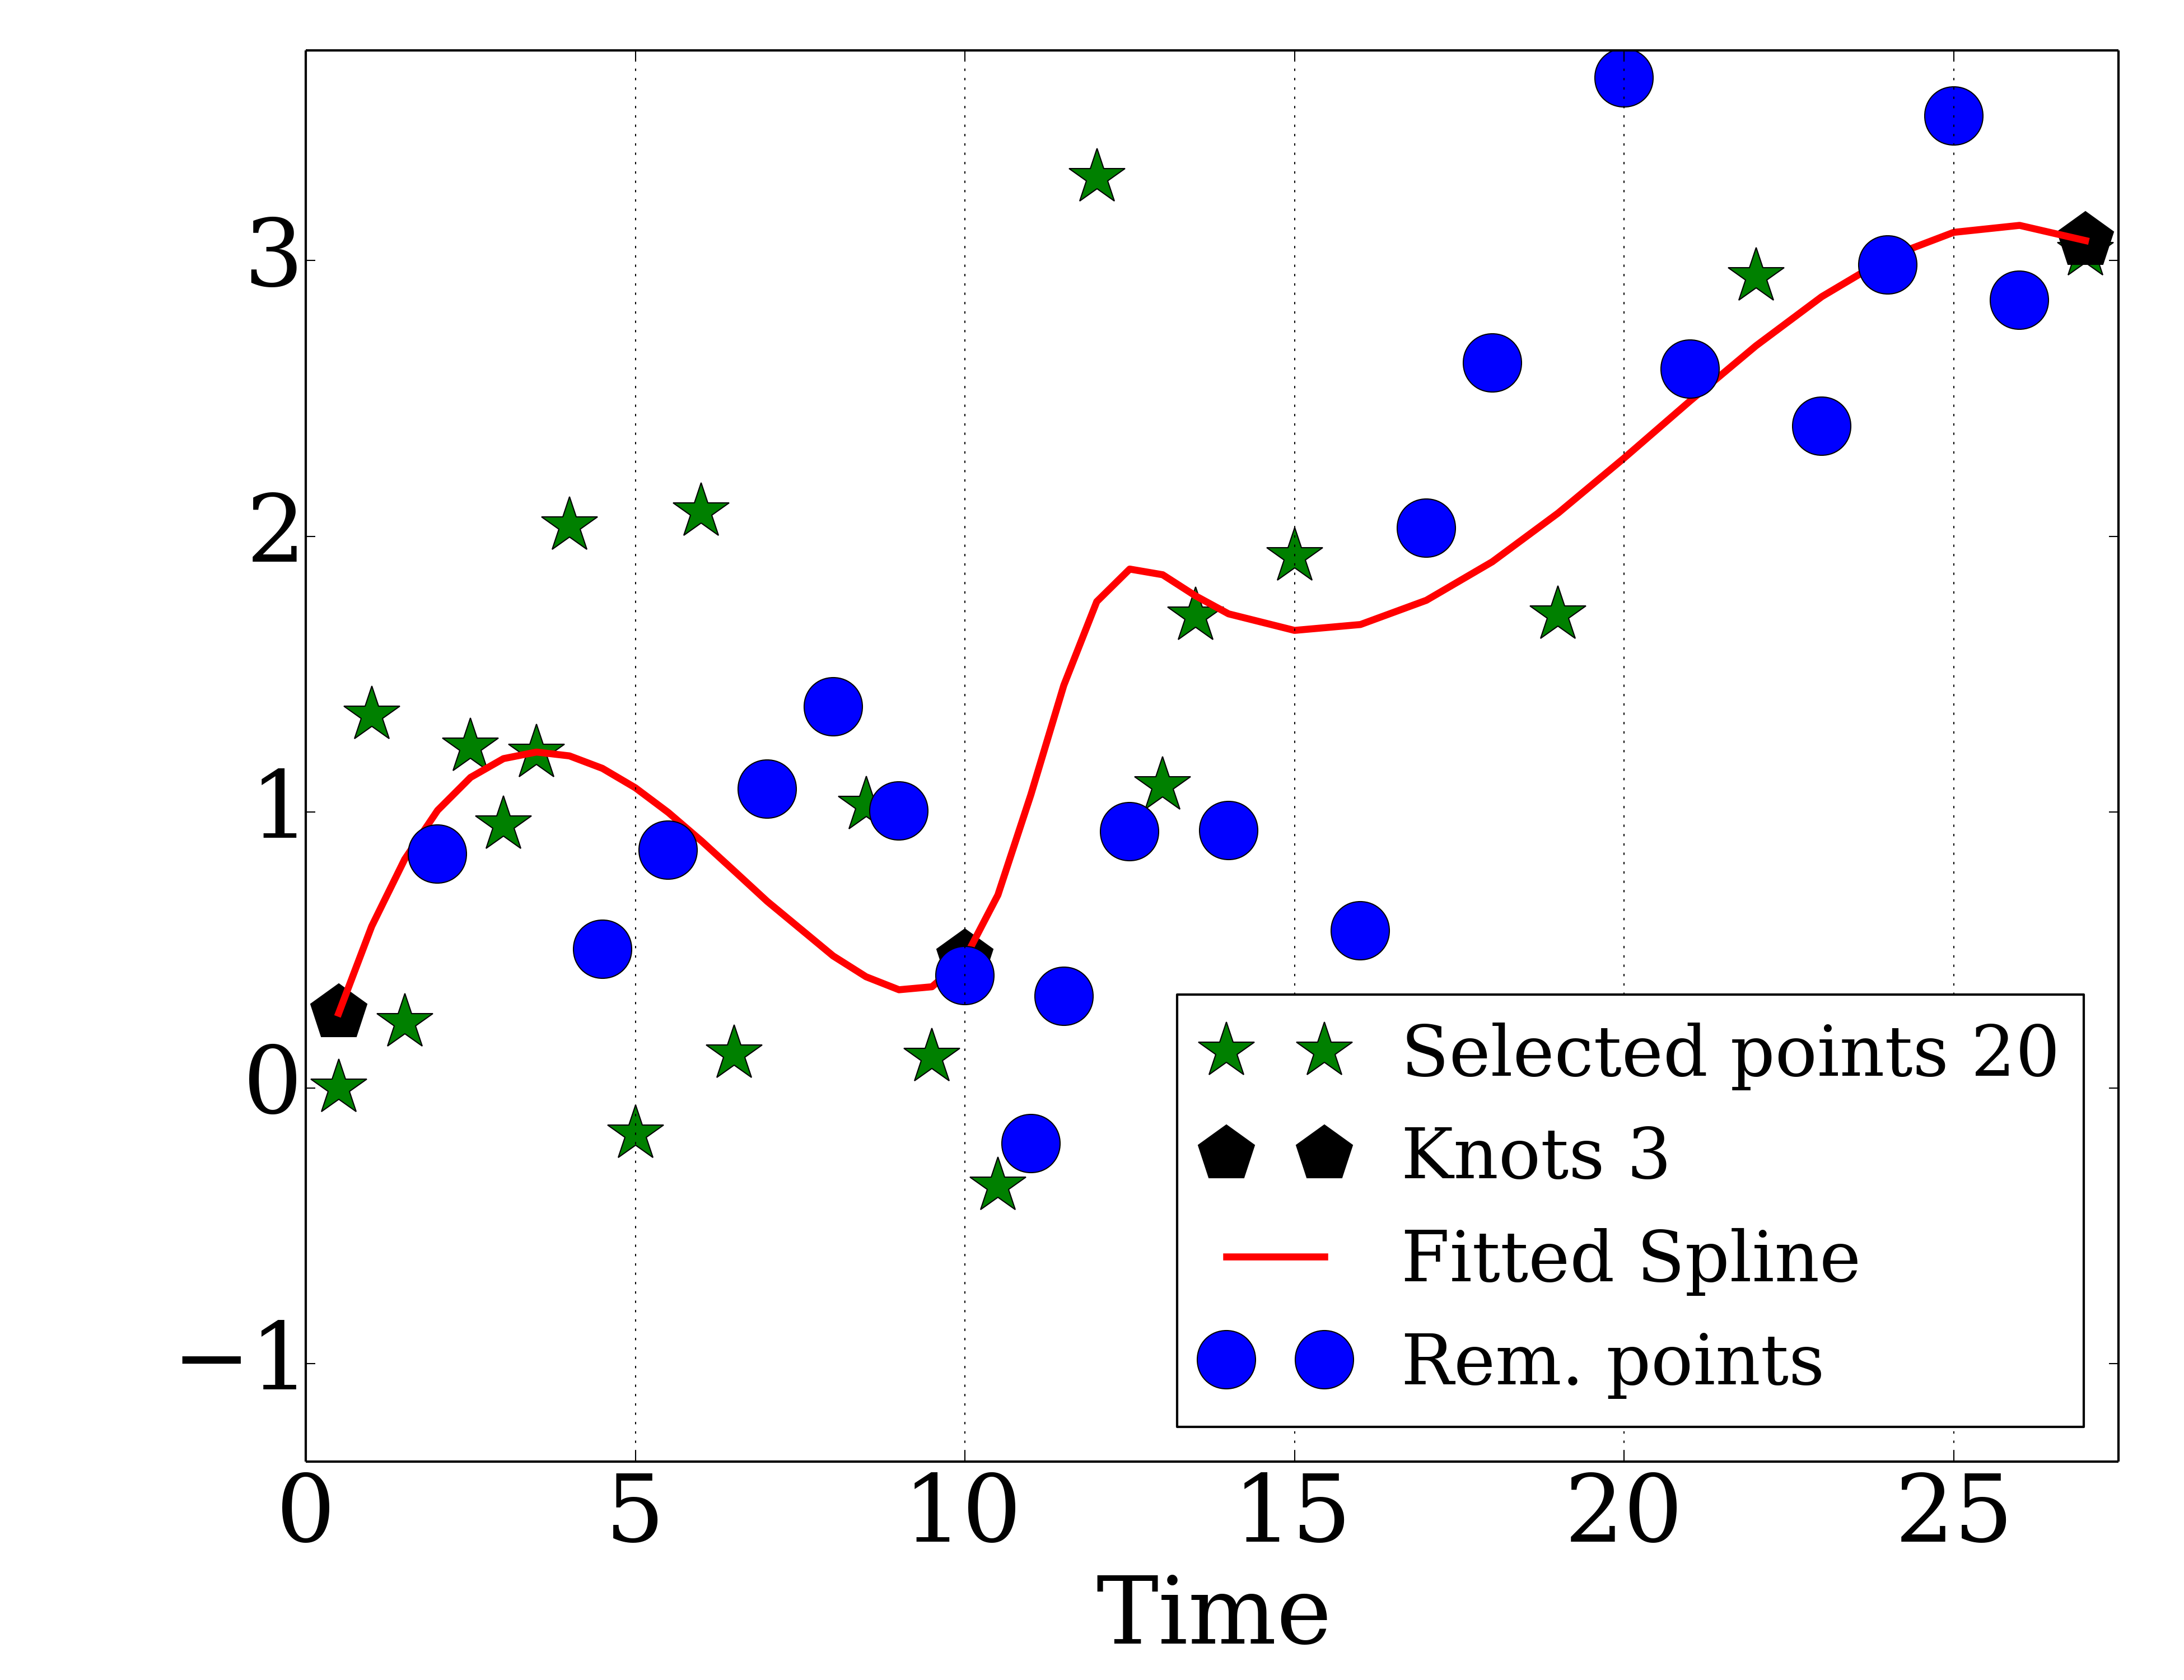 3
2
1
0
−1
0 5 10 15 20 25
Time
Selected points 20
Knots 3
Fitted Spline
Rem. points